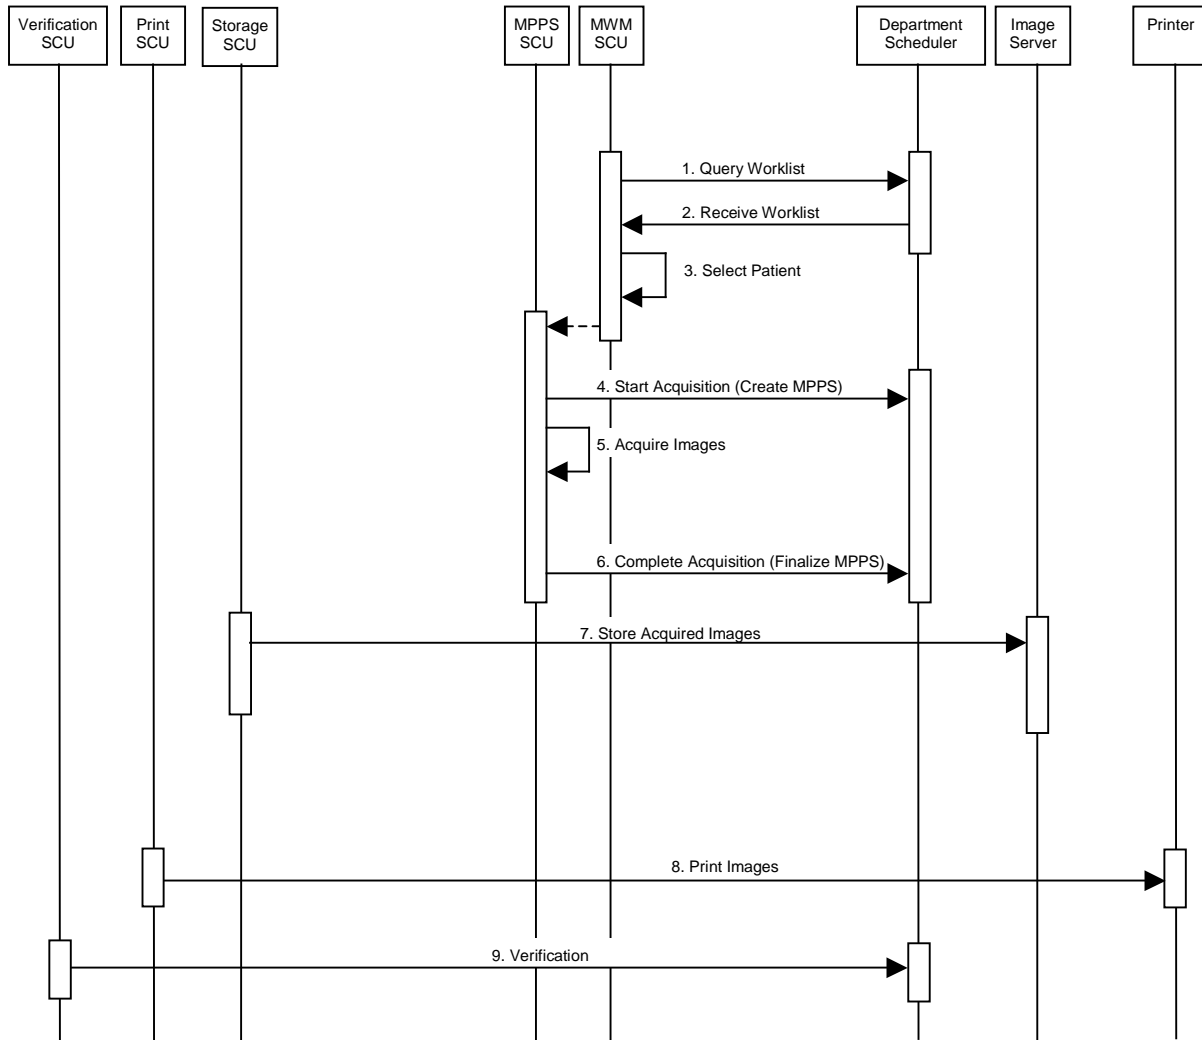 Verification
SCU
Print
SCU
Storage
SCU
MPPS
SCU
MWM
SCU
Department
Scheduler
Image
Server
Printer
1. Query Worklist
2. Receive Worklist
3. Select Patient
4. Start Acquisition (Create MPPS)
5. Acquire Images
6. Complete Acquisition (Finalize MPPS)
7. Store Acquired Images
8. Print Images
9. Verification